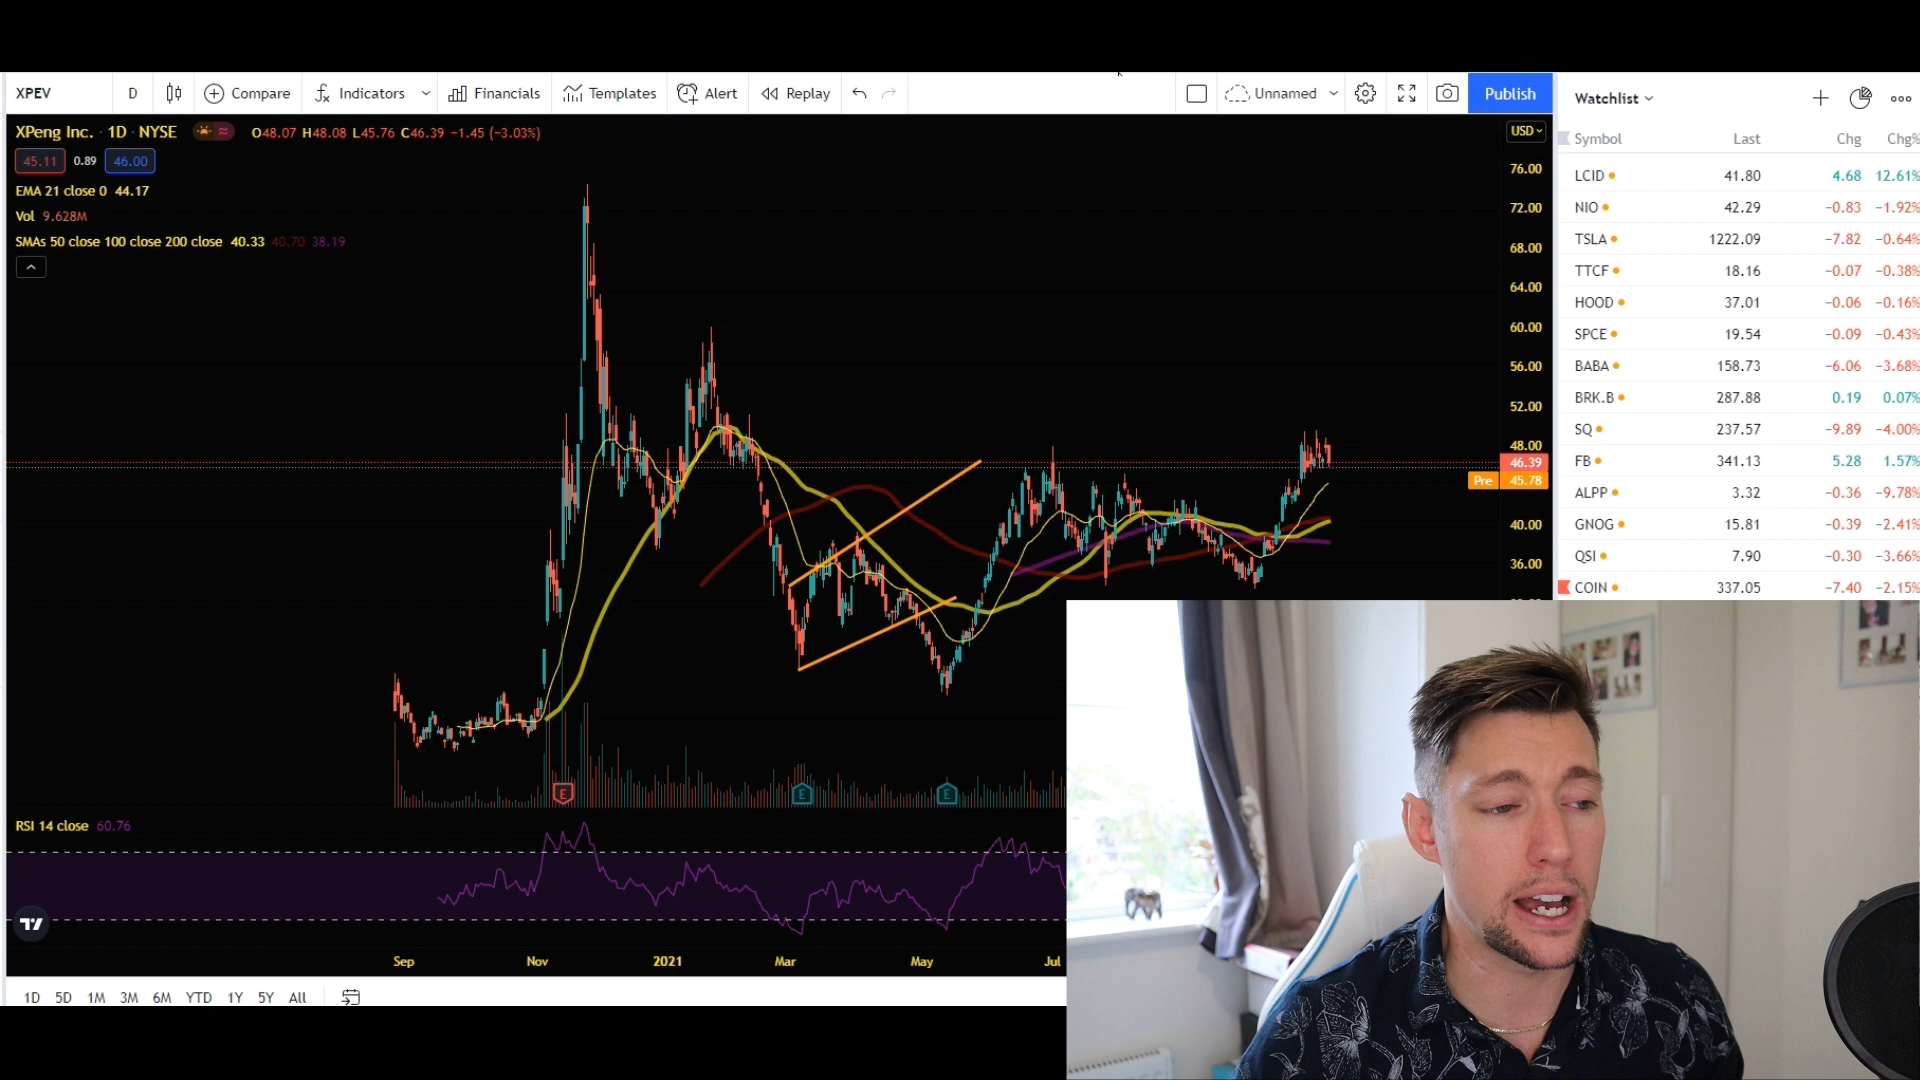 XPEV D Compare Indicators Financials Templates Alert Replay Unnamed Publish
XPeng Inc. · 1D · NYSE O48.07 H48.08 L45.76 C46.39 −1.45 (−3.03%)
45.11 0.89 46.00
EMA 21 close 0 44.17
Vol 9.628M
SMAs 50 close 100 close 200 close 40.33 40.70 38.19
USD
76.00
72.00
68.00
64.00
60.00
56.00
52.00
48.00
46.39
Pre 45.78
40.00
36.00
E E E
RSI 14 close 60.76
Sep Nov 2021 Mar May Jul
1D 5D 1M 3M 6M YTD 1Y 5Y All
Watchlist
Symbol Last Chg Chg%
LCID 41.80 4.68 12.61%
NIO 42.29 −0.83 −1.92%
TSLA 1222.09 −7.82 −0.64%
TTCF 18.16 −0.07 −0.38%
HOOD 37.01 −0.06 −0.16%
SPCE 19.54 −0.09 −0.43%
BABA 158.73 −6.06 −3.68%
BRK.B 287.88 0.19 0.07%
SQ 237.57 −9.89 −4.00%
FB 341.13 5.28 1.57%
ALPP 3.32 −0.36 −9.78%
GNOG 15.81 −0.39 −2.41%
QSI 7.90 −0.30 −3.66%
COIN 337.05 −7.40 −2.15%